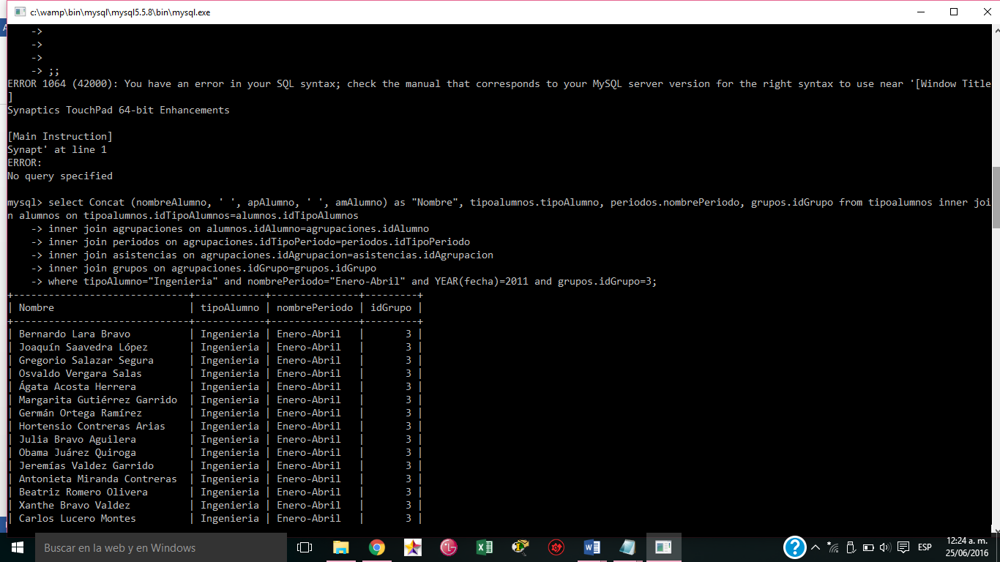 c:\wamp\bin\mysql\mysql5.5.8\bin\mysql.exe
->
->
->
-> ;;
ERROR 1064 (42000): You have an error in your SQL syntax; check the manual that corresponds to your MySQL server version for the right syntax to use near '[Window Title
]
Synaptics TouchPad 64-bit Enhancements
[Main Instruction]
Synapt' at line 1
ERROR:
No query specified
mysql> select Concat (nombreAlumno, ' ', apAlumno, ' ', amAlumno) as "Nombre", tipoalumnos.tipoAlumno, periodos.nombrePeriodo, grupos.idGrupo from tipoalumnos inner joi
n alumnos on tipoalumnos.idTipoAlumnos=alumnos.idTipoAlumnos
-> inner join agrupaciones on alumnos.idAlumno=agrupaciones.idAlumno
-> inner join periodos on agrupaciones.idTipoPeriodo=periodos.idTipoPeriodo
-> inner join asistencias on agrupaciones.idAgrupacion=asistencias.idAgrupacion
-> inner join grupos on agrupaciones.idGrupo=grupos.idGrupo
-> where tipoAlumno="Ingenieria" and nombrePeriodo="Enero-Abril" and YEAR(fecha)=2011 and grupos.idGrupo=3;
+------------------------------+------------+---------------+---------+
| Nombre | tipoAlumno | nombrePeriodo | idGrupo |
+------------------------------+------------+---------------+---------+
| Bernardo Lara Bravo | Ingenieria | Enero-Abril | 3 |
| Joaquín Saavedra López | Ingenieria | Enero-Abril | 3 |
| Gregorio Salazar Segura | Ingenieria | Enero-Abril | 3 |
| Osvaldo Vergara Salas | Ingenieria | Enero-Abril | 3 |
| Ágata Acosta Herrera | Ingenieria | Enero-Abril | 3 |
| Margarita Gutiérrez Garrido | Ingenieria | Enero-Abril | 3 |
| Germán Ortega Ramírez | Ingenieria | Enero-Abril | 3 |
| Hortensio Contreras Arias | Ingenieria | Enero-Abril | 3 |
| Julia Bravo Aguilera | Ingenieria | Enero-Abril | 3 |
| Obama Juárez Quiroga | Ingenieria | Enero-Abril | 3 |
| Jeremías Valdez Garrido | Ingenieria | Enero-Abril | 3 |
| Antonieta Miranda Contreras | Ingenieria | Enero-Abril | 3 |
| Beatriz Romero Olivera | Ingenieria | Enero-Abril | 3 |
| Xanthe Bravo Valdez | Ingenieria | Enero-Abril | 3 |
| Carlos Lucero Montes | Ingenieria | Enero-Abril | 3 |
Buscar en la web y en Windows
ESP
12:24 a. m.
25/06/2016